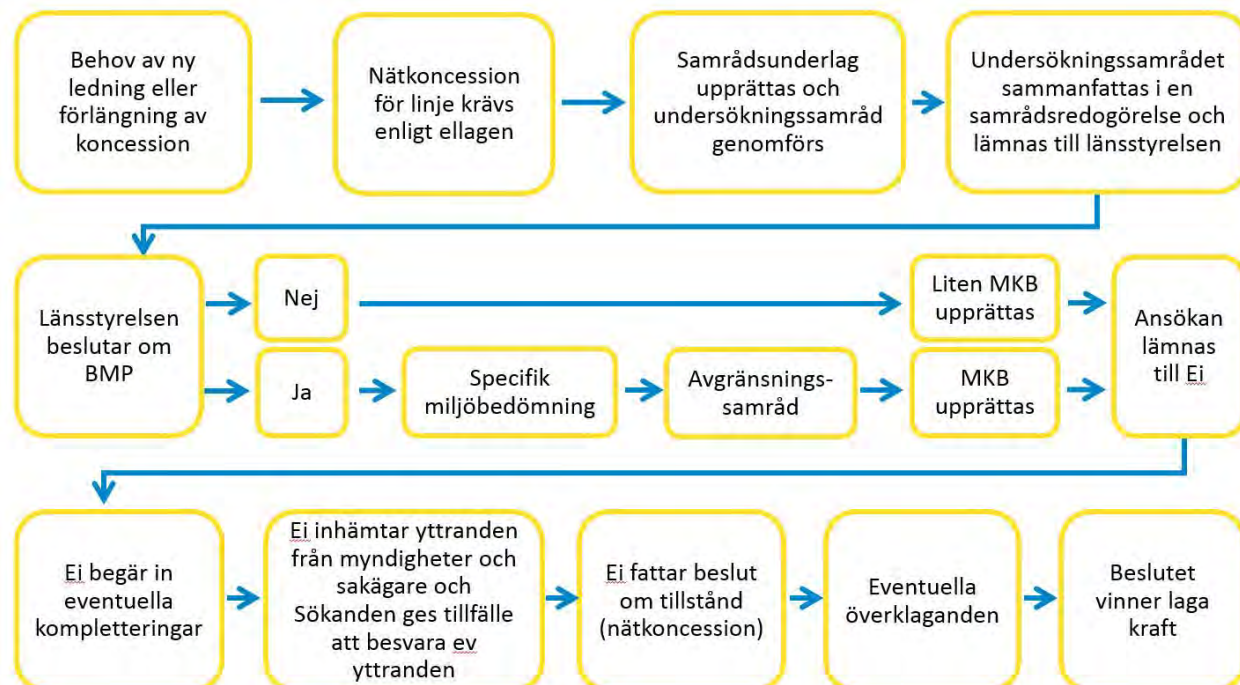 Behov av ny
ledning eller
förlängning av
koncession
Nätkoncession
för linje krävs
enligt ellagen
Samrådsunderlag
upprättas och
undersökningssamråd
genomförs
Undersökningssamrådet
sammanfattas i en
samrådsredogörelse och
lämnas till länsstyrelsen
Länsstyrelsen
beslutar om
BMP
Nej
Liten MKB
upprättas
Ja
Specifik
miljöbedömning
Avgränsnings-
samråd
MKB
upprättas
Ansökan
lämnas
till Ei
Ei begär in
eventuella
kompletteringar
Ei inhämtar yttranden
från myndigheter och
sakägare och
Sökanden ges tillfälle
att besvara ev
yttranden
Ei fattar beslut
om tillstånd
(nätkoncession)
Eventuella
överklaganden
Beslutet
vinner laga
kraft